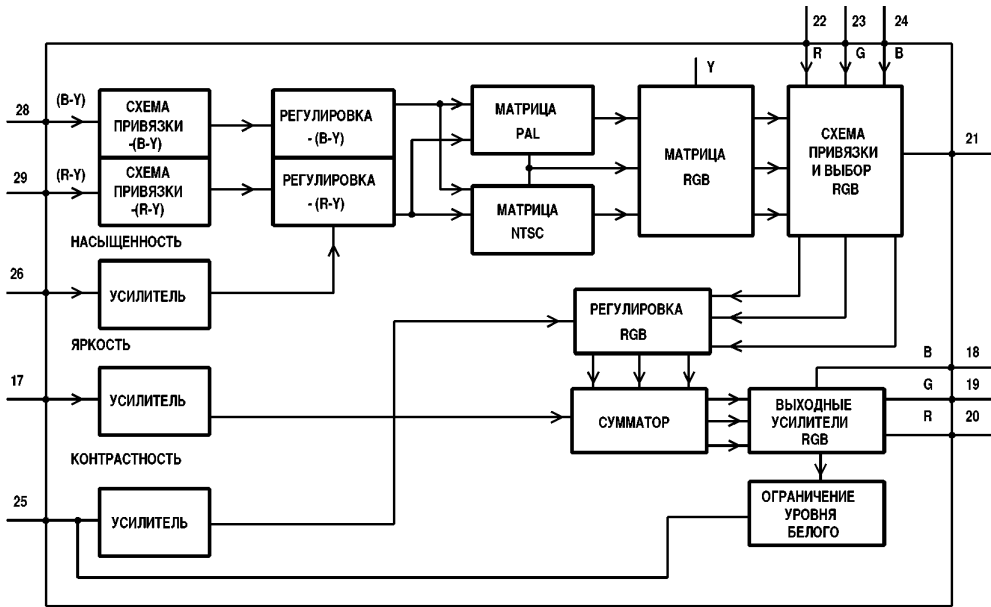 22 23 24
R G B
Y
28
(B-Y)
СХЕМА
ПРИВЯЗКИ
-(B-Y)
РЕГУЛИРОВКА
- (B-Y)
МАТРИЦА
PAL
МАТРИЦА
RGB
СХЕМА
ПРИВЯЗКИ
И ВЫБОР
RGB
21
29
(R-Y)
СХЕМА
ПРИВЯЗКИ
-(R-Y)
РЕГУЛИРОВКА
- (R-Y)
МАТРИЦА
NTSC
НАСЫЩЕННОСТЬ
26
УСИЛИТЕЛЬ
РЕГУЛИРОВКА
RGB
ЯРКОСТЬ
17
УСИЛИТЕЛЬ
СУММАТОР
ВЫХОДНЫЕ
УСИЛИТЕЛИ
RGB
B 18
G 19
R 20
КОНТРАСТНОСТЬ
25
УСИЛИТЕЛЬ
ОГРАНИЧЕНИЕ
УРОВНЯ
БЕЛОГО